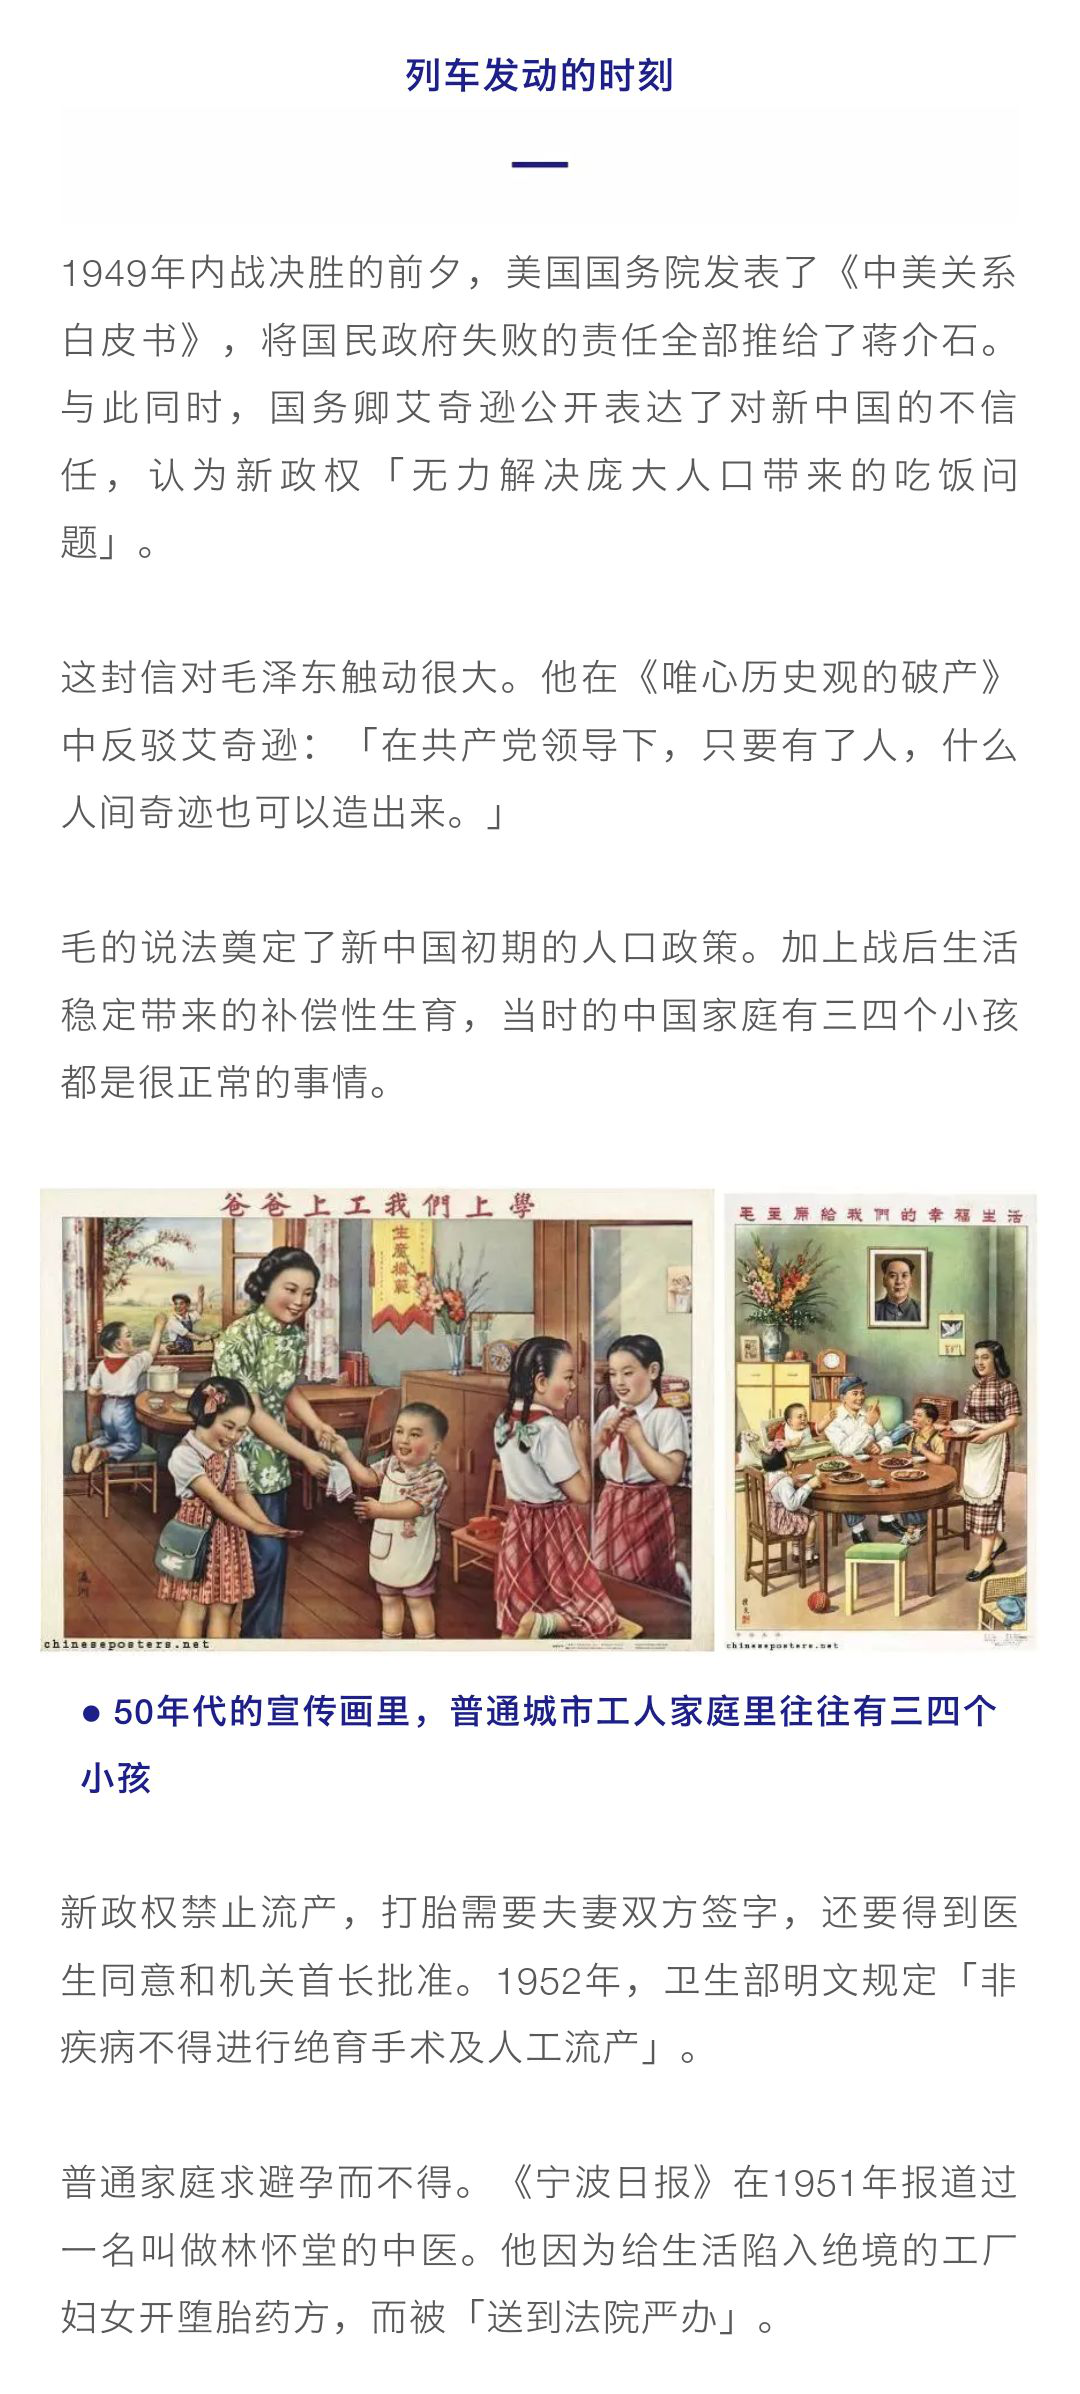 列车发动的时刻
1949年内战决胜的前夕，美国国务院发表了《中美关系
白皮书》，将国民政府失败的责任全部推给了蒋介石。
与此同时，国务卿艾奇逊公开表达了对新中国的不信
任，认为新政权「无力解决庞大人口带来的吃饭问
题」。
这封信对毛泽东触动很大。他在《唯心历史观的破产》
中反驳艾奇逊：「在共产党领导下，只要有了人，什么
人间奇迹也可以造出来。」
毛的说法奠定了新中国初期的人口政策。加上战后生活
稳定带来的补偿性生育，当时的中国家庭有三四个小孩
都是很正常的事情。
爸爸上工我們上學
生產模範
chineseposters.net
毛主席給我們的幸福生活
chineseposters.net
● 50年代的宣传画里，普通城市工人家庭里往往有三四个
小孩
新政权禁止流产，打胎需要夫妻双方签字，还要得到医
生同意和机关首长批准。1952年，卫生部明文规定「非
疾病不得进行绝育手术及人工流产」。
普通家庭求避孕而不得。《宁波日报》在1951年报道过
一名叫做林怀堂的中医。他因为给生活陷入绝境的工厂
妇女开堕胎药方，而被「送到法院严办」。